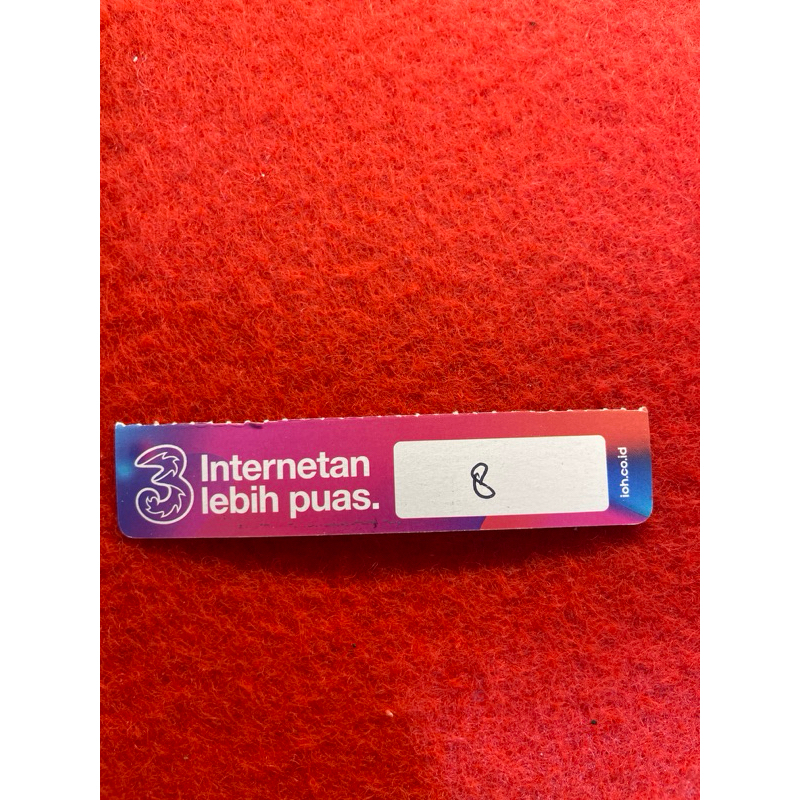 3 Internetan
lebih puas.
8
ioh.co.id